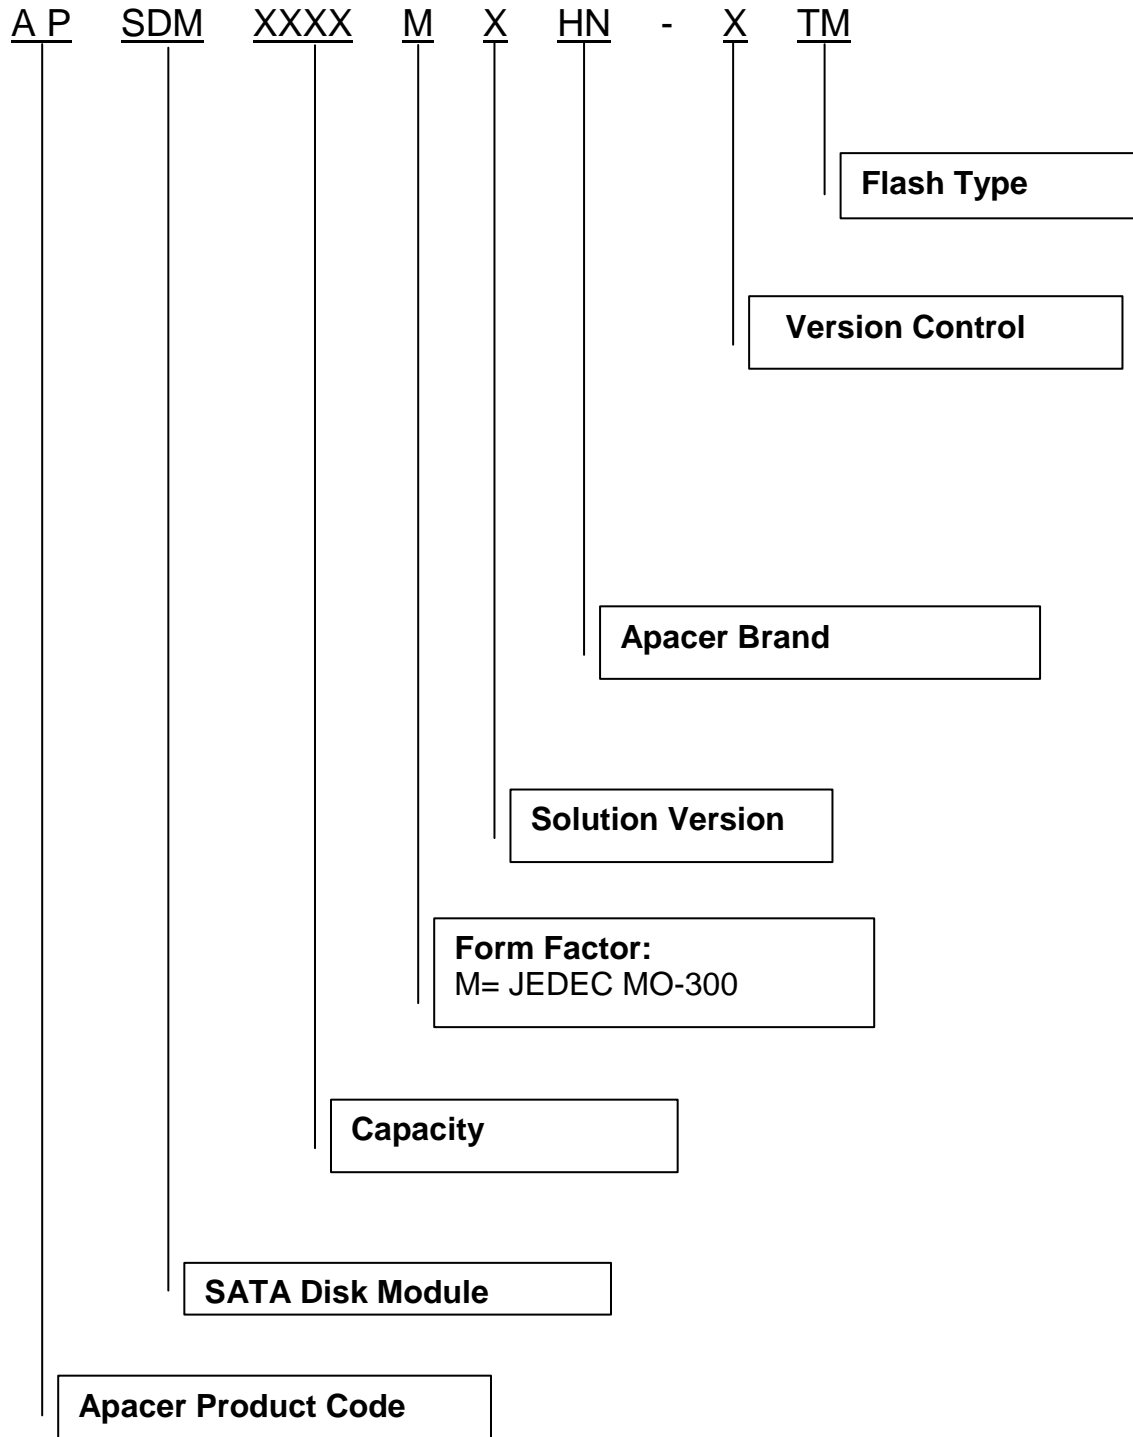 A P SDM XXXX M X HN - X TM
Flash Type
Version Control
Apacer Brand
Solution Version
Form Factor:
M= JEDEC MO-300
Capacity
SATA Disk Module
Apacer Product Code